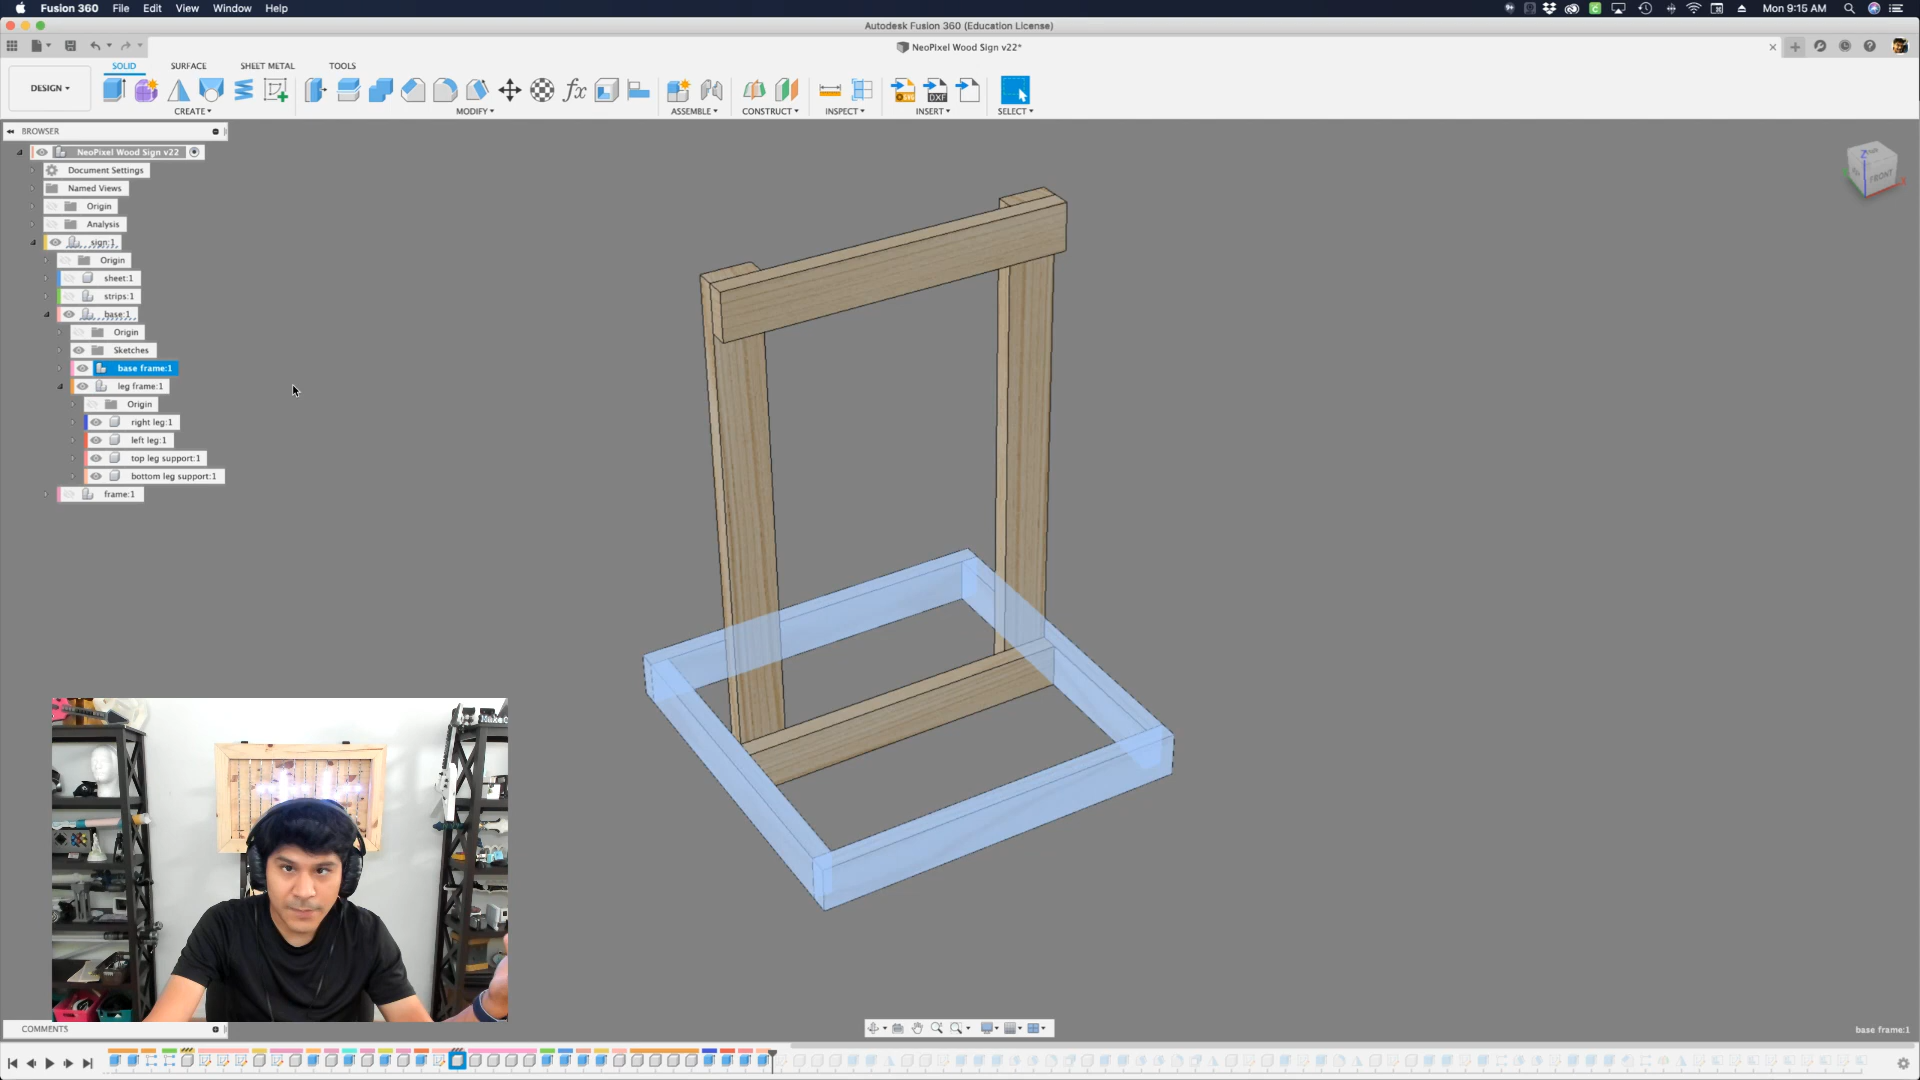 Fusion 360 File Edit View Window Help
Mon 9:15 AM
Autodesk Fusion 360 (Education License)
NeoPixel Wood Sign v22*
SOLID SURFACE SHEET METAL TOOLS
DESIGN
CREATE MODIFY ASSEMBLE CONSTRUCT INSPECT INSERT SELECT
BROWSER
NeoPixel Wood Sign v22
Document Settings
Named Views
Origin
Analysis
sign:1
Origin
sheet:1
strips:1
base:1
Origin
Sketches
base frame:1
leg frame:1
Origin
right leg:1
left leg:1
top leg support:1
bottom leg support:1
frame:1
Z
FRONT
COMMENTS
base frame:1